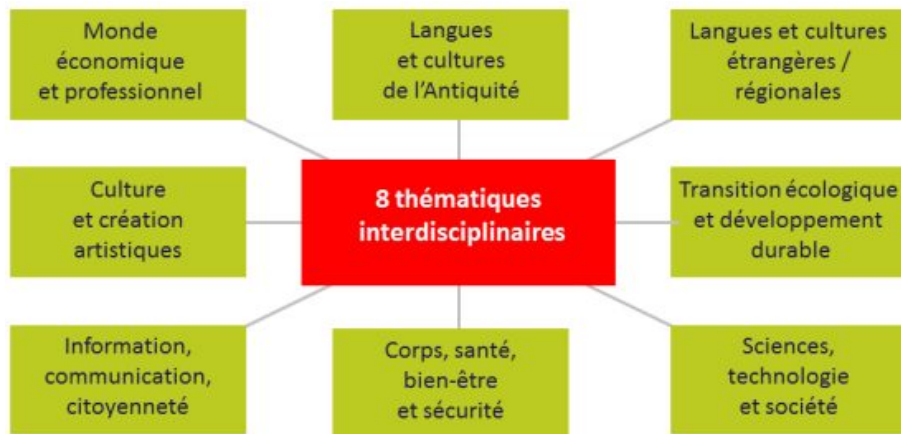 Monde
économique
et professionnel
Langues
et cultures
de l'Antiquité
Langues et cultures
étrangères /
régionales
Culture
et création
artistiques
8 thématiques
interdisciplinaires
Transition écologique
et développement
durable
Information,
communication,
citoyenneté
Corps, santé,
bien-être
et sécurité
Sciences,
technologie
et société